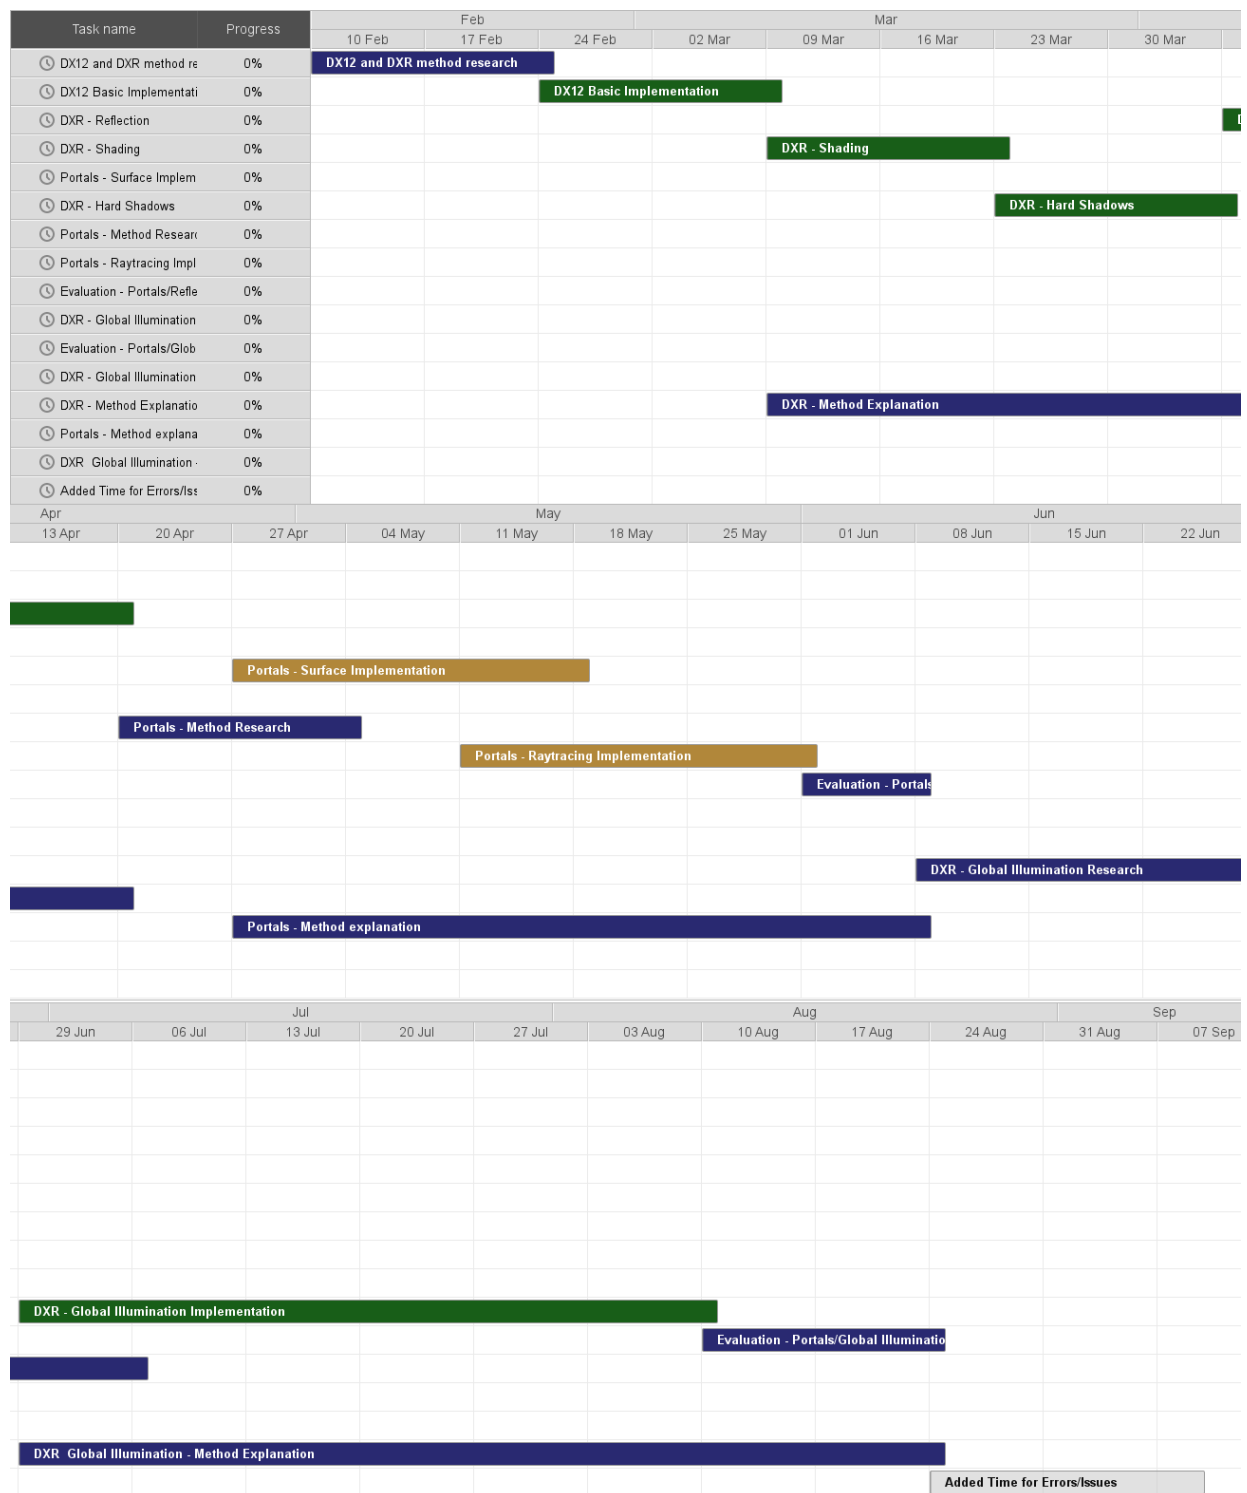 Task name Progress Feb Mar
10 Feb 17 Feb 24 Feb 02 Mar 09 Mar 16 Mar 23 Mar 30 Mar
DX12 and DXR method re 0% DX12 and DXR method research
DX12 Basic Implementati 0% DX12 Basic Implementation
DXR - Reflection 0%
DXR - Shading 0% DXR - Shading
Portals - Surface Implem 0%
DXR - Hard Shadows 0% DXR - Hard Shadows
Portals - Method Researc 0%
Portals - Raytracing Impl 0%
Evaluation - Portals/Refle 0%
DXR - Global Illumination 0%
Evaluation - Portals/Glob 0%
DXR - Global Illumination 0%
DXR - Method Explanatio 0% DXR - Method Explanation
Portals - Method explana 0%
DXR  Global Illumination - 0%
Added Time for Errors/Iss 0%
Apr May Jun
13 Apr 20 Apr 27 Apr 04 May 11 May 18 May 25 May 01 Jun 08 Jun 15 Jun 22 Jun
Portals - Surface Implementation
Portals - Method Research
Portals - Raytracing Implementation
Evaluation - Portals
DXR - Global Illumination Research
Portals - Method explanation
Jul Aug Sep
29 Jun 06 Jul 13 Jul 20 Jul 27 Jul 03 Aug 10 Aug 17 Aug 24 Aug 31 Aug 07 Sep
DXR - Global Illumination Implementation
Evaluation - Portals/Global Illuminatio
DXR  Global Illumination - Method Explanation
Added Time for Errors/Issues